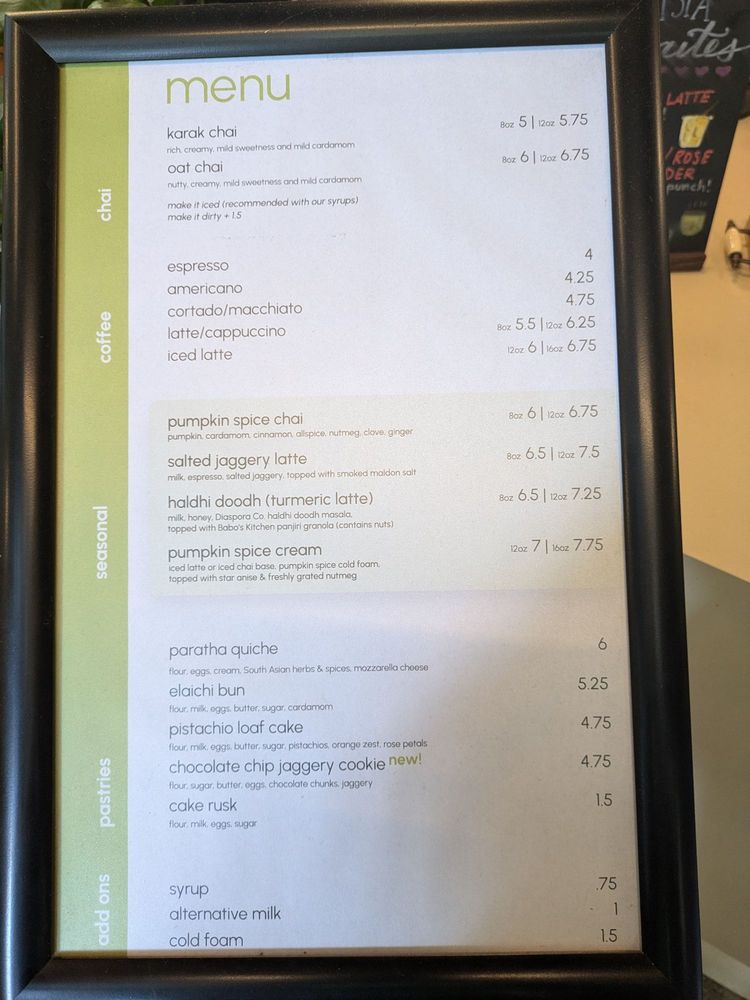 menu
chai
karak chai 8oz 5 | 12oz 5.75
rich, creamy, mild sweetness and mild cardamom
oat chai 8oz 6 | 12oz 6.75
nutty, creamy, mild sweetness and mild cardamom
make it iced (recommended with our syrups)
make it dirty + 1.5
coffee
espresso 4
americano 4.25
cortado/macchiato 4.75
latte/cappuccino 8oz 5.5 | 12oz 6.25
iced latte 12oz 6 | 16oz 6.75
seasonal
pumpkin spice chai 8oz 6 | 12oz 6.75
pumpkin, cardamom, cinnamon, allspice, nutmeg, clove, ginger
salted jaggery latte 8oz 6.5 | 12oz 7.5
milk, espresso, salted jaggery, topped with smoked maldon salt
haldhi doodh (turmeric latte) 8oz 6.5 | 12oz 7.25
milk, honey, Diaspora Co. haldhi doodh masala,
topped with Babo's Kitchen panjiri granola (contains nuts)
pumpkin spice cream 12oz 7 | 16oz 7.75
iced latte or iced chai base, pumpkin spice cold foam,
topped with star anise & freshly grated nutmeg
pastries
paratha quiche 6
flour, eggs, cream, South Asian herbs & spices, mozzarella cheese
elaichi bun 5.25
flour, milk, eggs, butter, sugar, cardamom
pistachio loaf cake 4.75
flour, milk, eggs, butter, sugar, pistachios, orange zest, rose petals
chocolate chip jaggery cookie new! 4.75
flour, sugar, butter, eggs, chocolate chunks, jaggery
cake rusk 1.5
flour, milk, eggs, sugar
add ons
syrup .75
alternative milk 1
cold foam 1.5
LATTE
ROSE
punch!